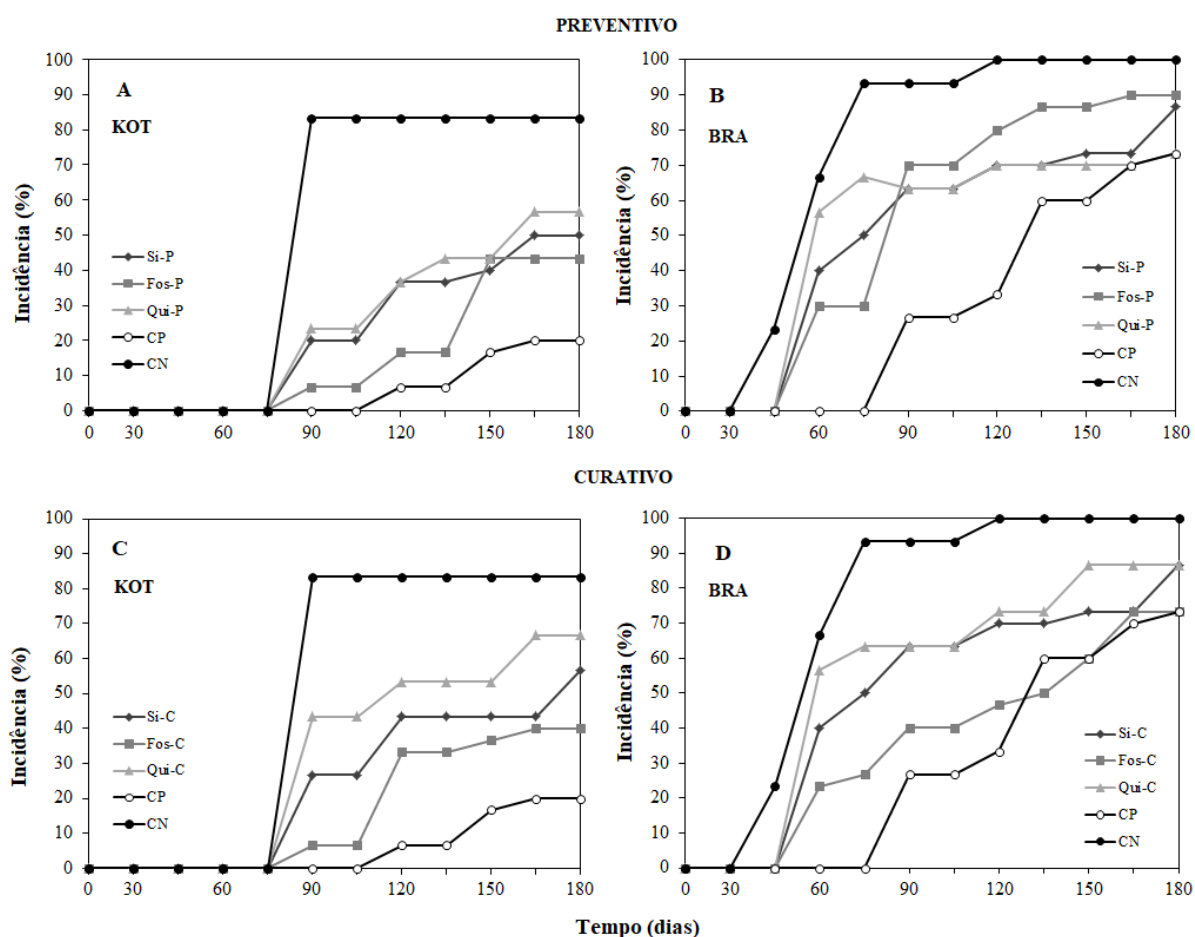 PREVENTIVO
A
KOT
Incidência (%)
100
90
80
70
60
50
40
30
20
10
0
Si-P
Fos-P
Qui-P
CP
CN
0 30 60 90 120 150 180
B
BRA
Incidência (%)
100
90
80
70
60
50
40
30
20
10
0
Si-P
Fos-P
Qui-P
CP
CN
0 30 60 90 120 150 180
CURATIVO
C
KOT
Incidência (%)
100
90
80
70
60
50
40
30
20
10
0
Si-C
Fos-C
Qui-C
CP
CN
0 30 60 90 120 150 180
D
BRA
Incidência (%)
100
90
80
70
60
50
40
30
20
10
0
Si-C
Fos-C
Qui-C
CP
CN
0 30 60 90 120 150 180
Tempo (dias)